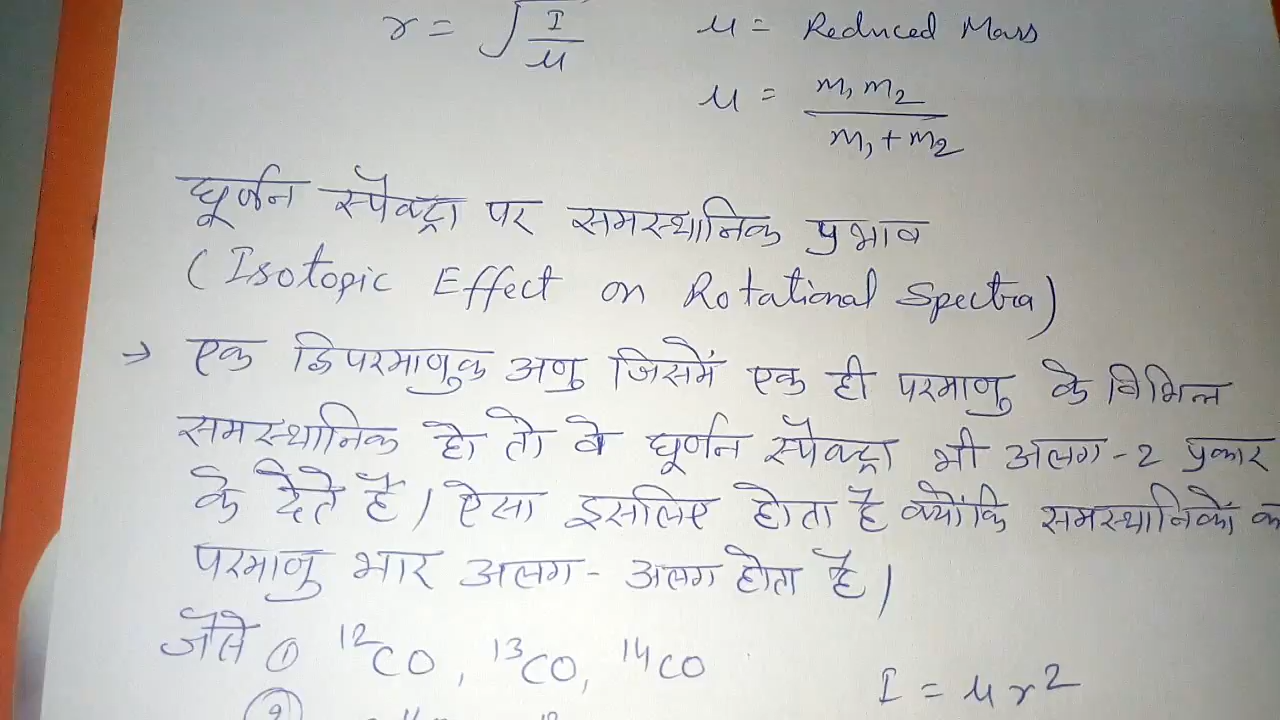 r = √(I/μ) μ = Reduced Mass
μ = m₁m₂/(m₁+m₂)
घूर्णन स्पैक्ट्रा पर समस्थानिक प्रभाव
(Isotopic Effect on Rotational Spectra)
→ एक द्विपरमाणुक अणु जिसमें एक ही परमाणु के विभिन्न
समस्थानिक हो तो वे घूर्णन स्पैक्ट्रा भी अलग-2 प्रकार
के देते है। ऐसा इसलिए होता है क्योंकि समस्थानिकों क
परमाणु भार अलग-अलग होता है।
जैसे ① ¹²CO, ¹³CO, ¹⁴CO
I = μr²
②